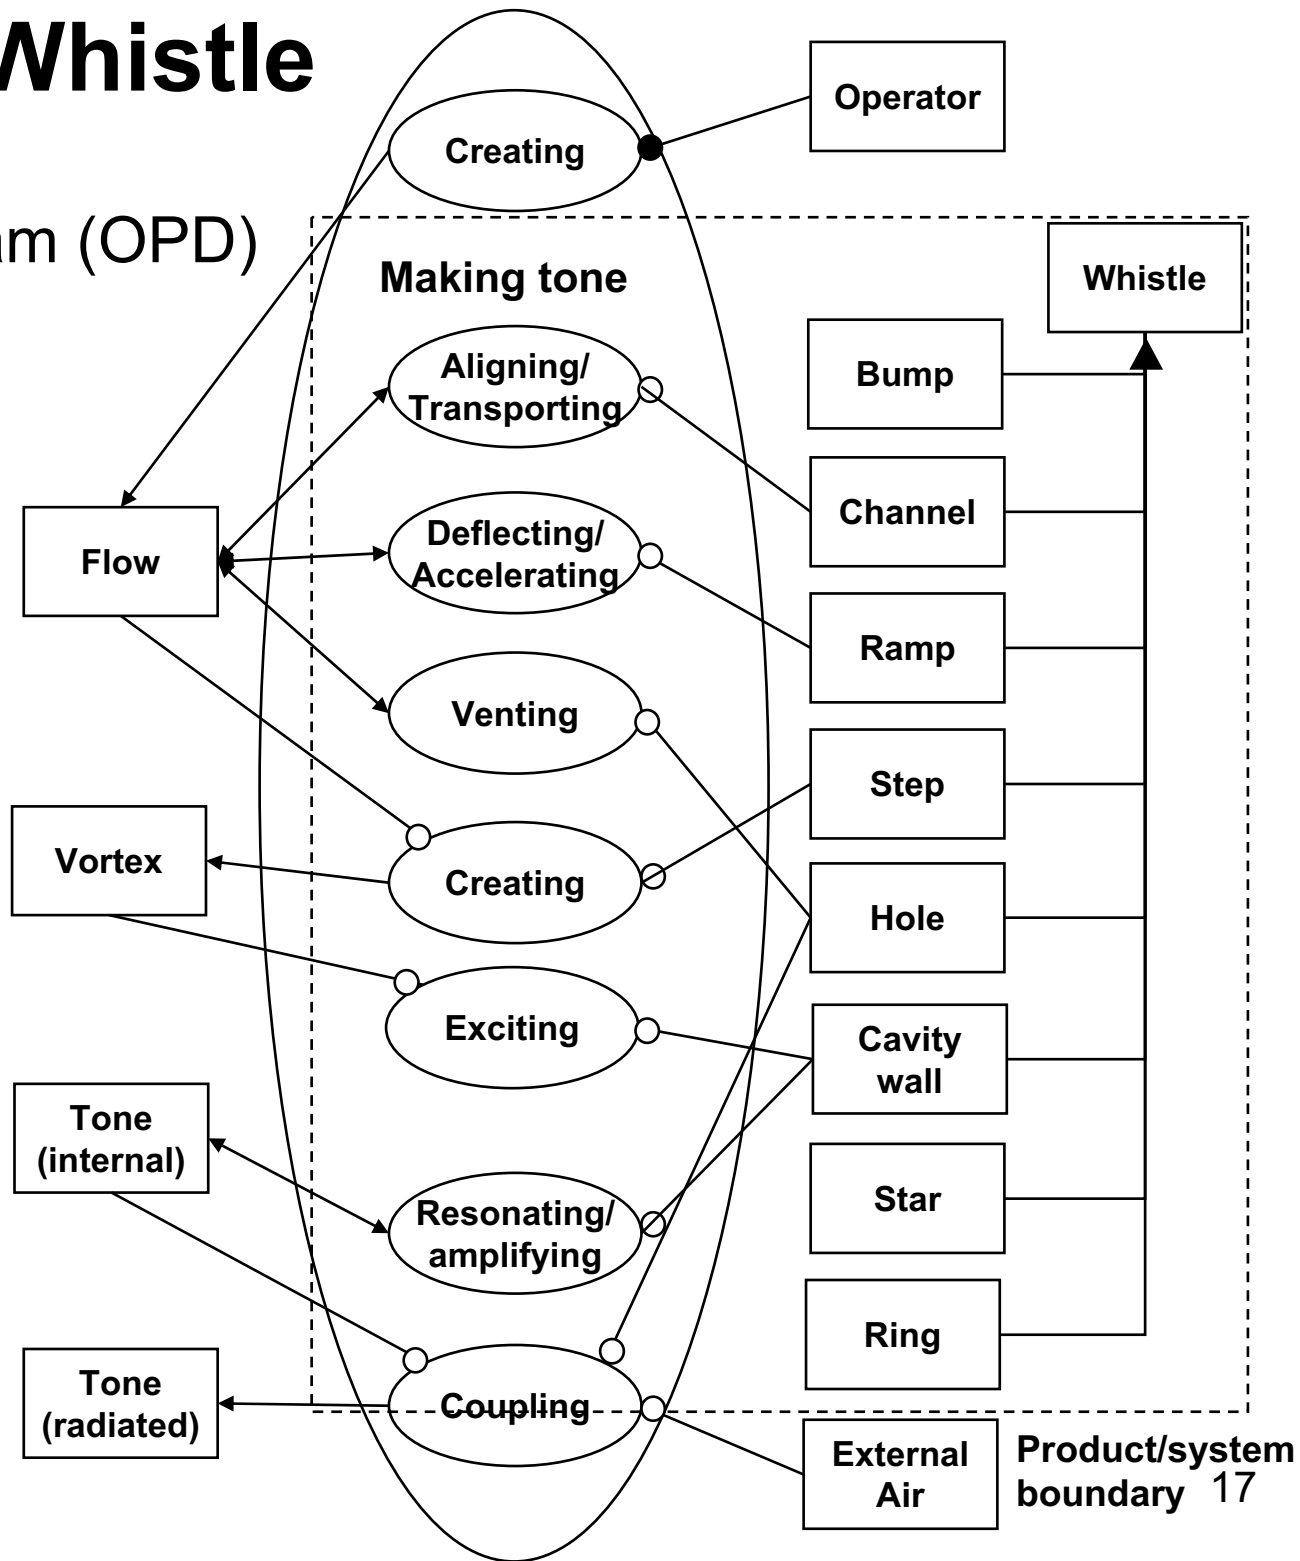 Whistle
am (OPD)
Creating
Operator
Making tone
Whistle
Aligning/
Transporting
Bump
Channel
Flow
Deflecting/
Accelerating
Ramp
Venting
Step
Vortex
Creating
Hole
Exciting
Cavity
wall
Tone
(internal)
Resonating/
amplifying
Star
Ring
Tone
(radiated)
Coupling
External
Air
Product/system
boundary
17